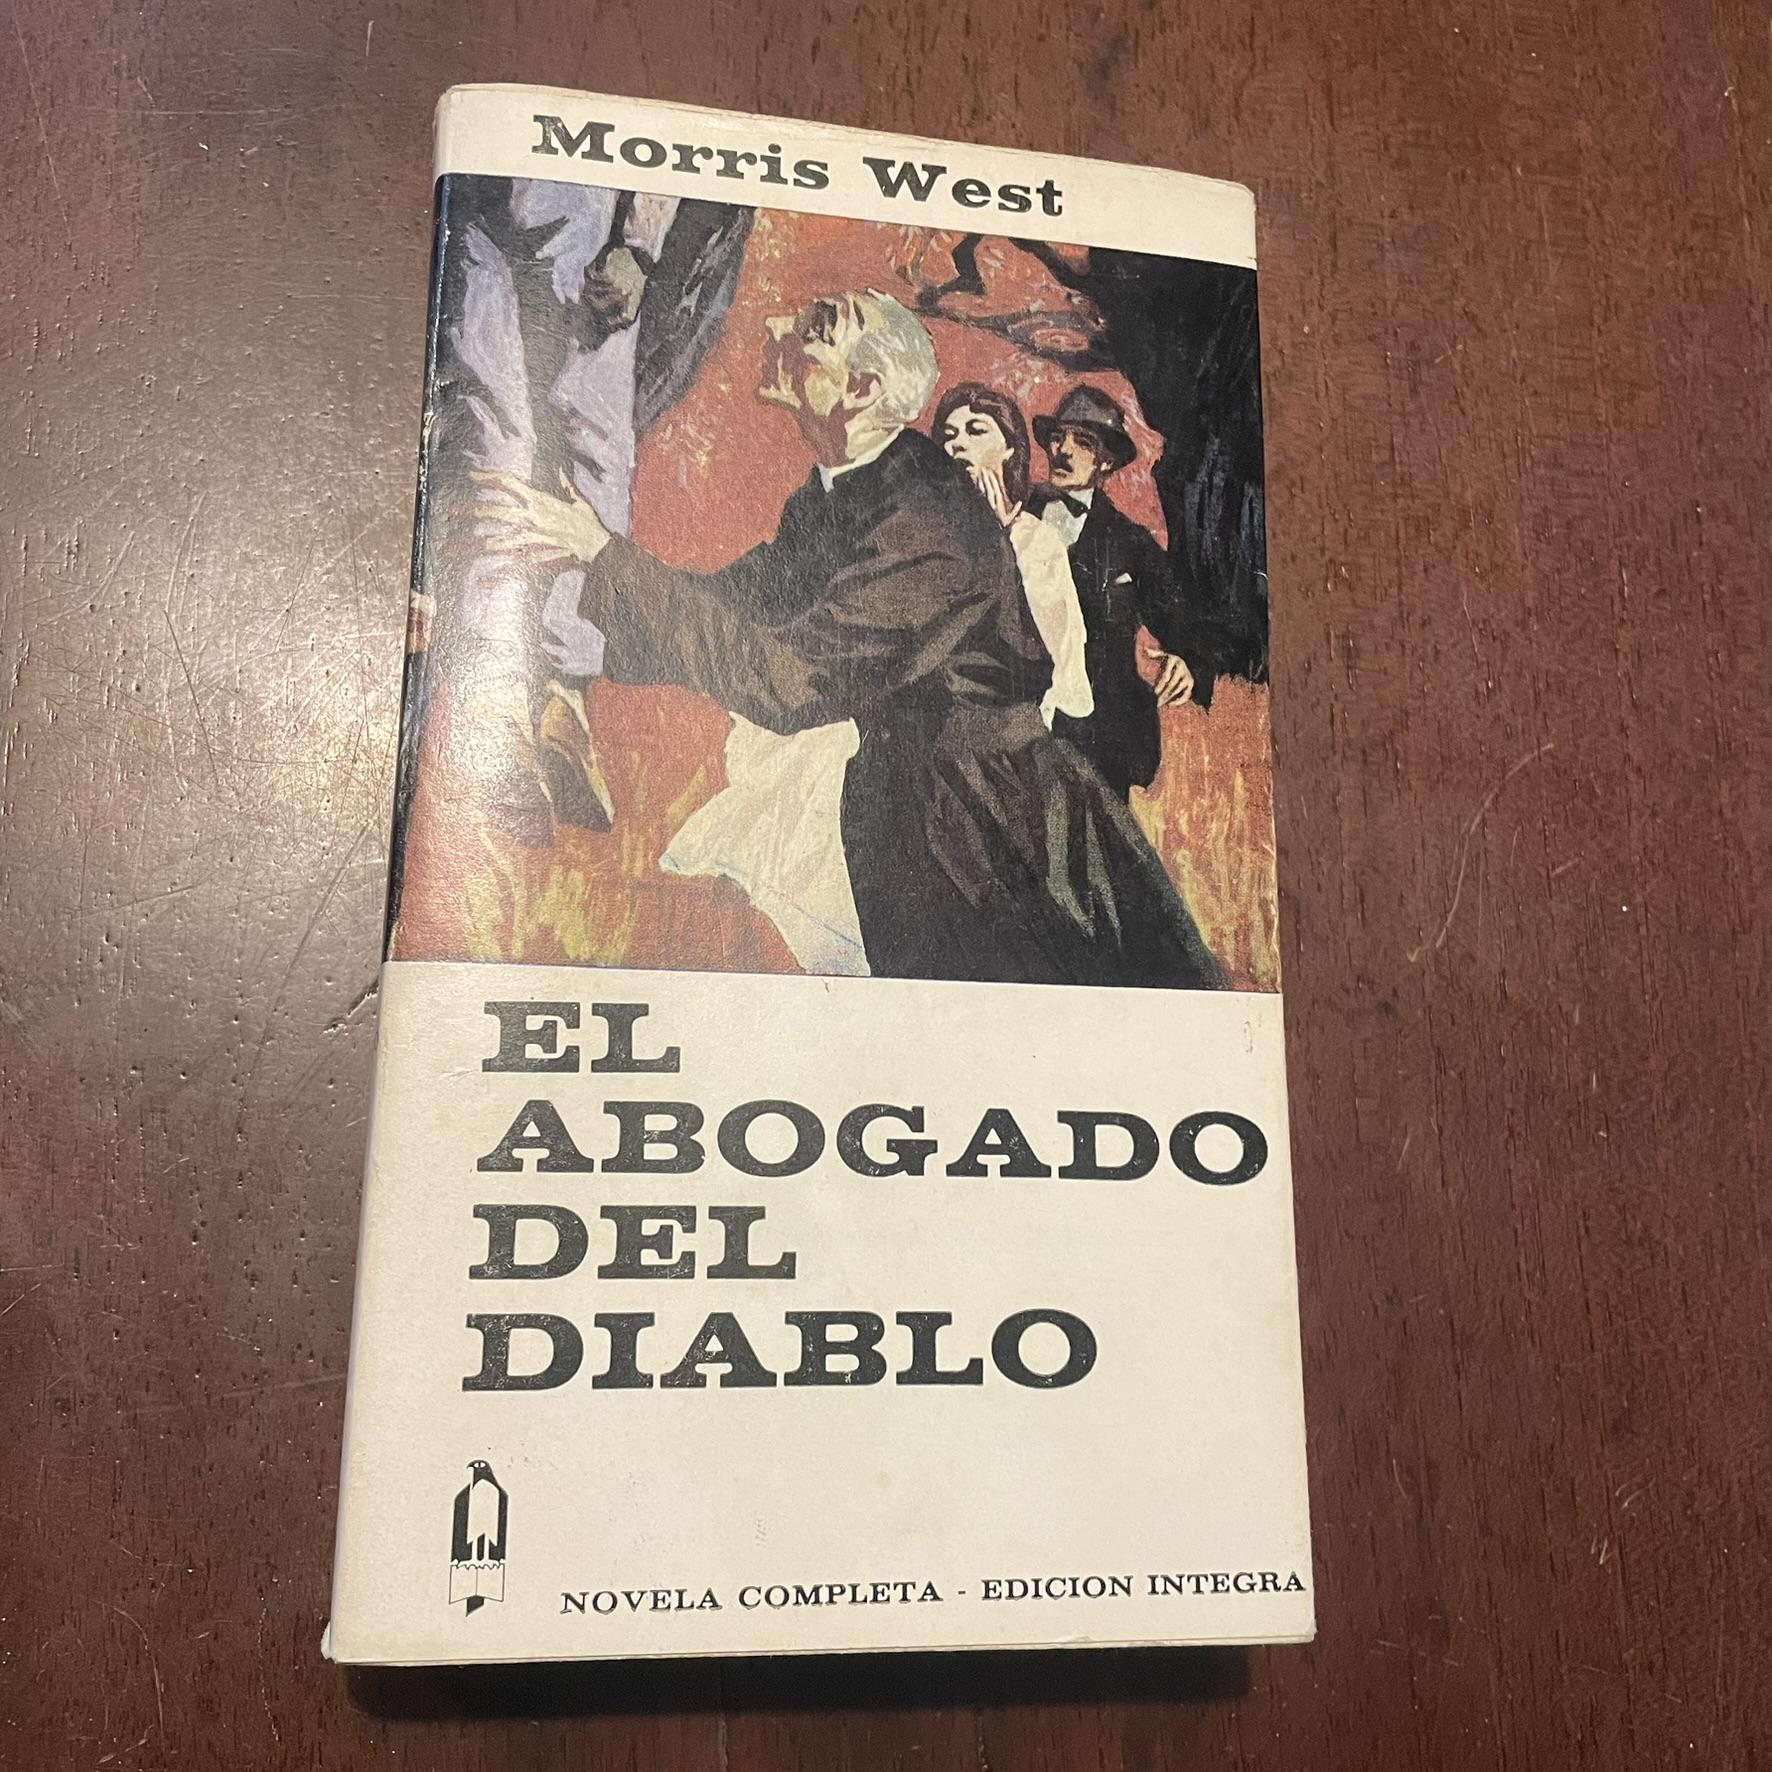 Morris West
EL
ABOGADO
DEL
DIABLO
NOVELA COMPLETA - EDICION INTEGRA